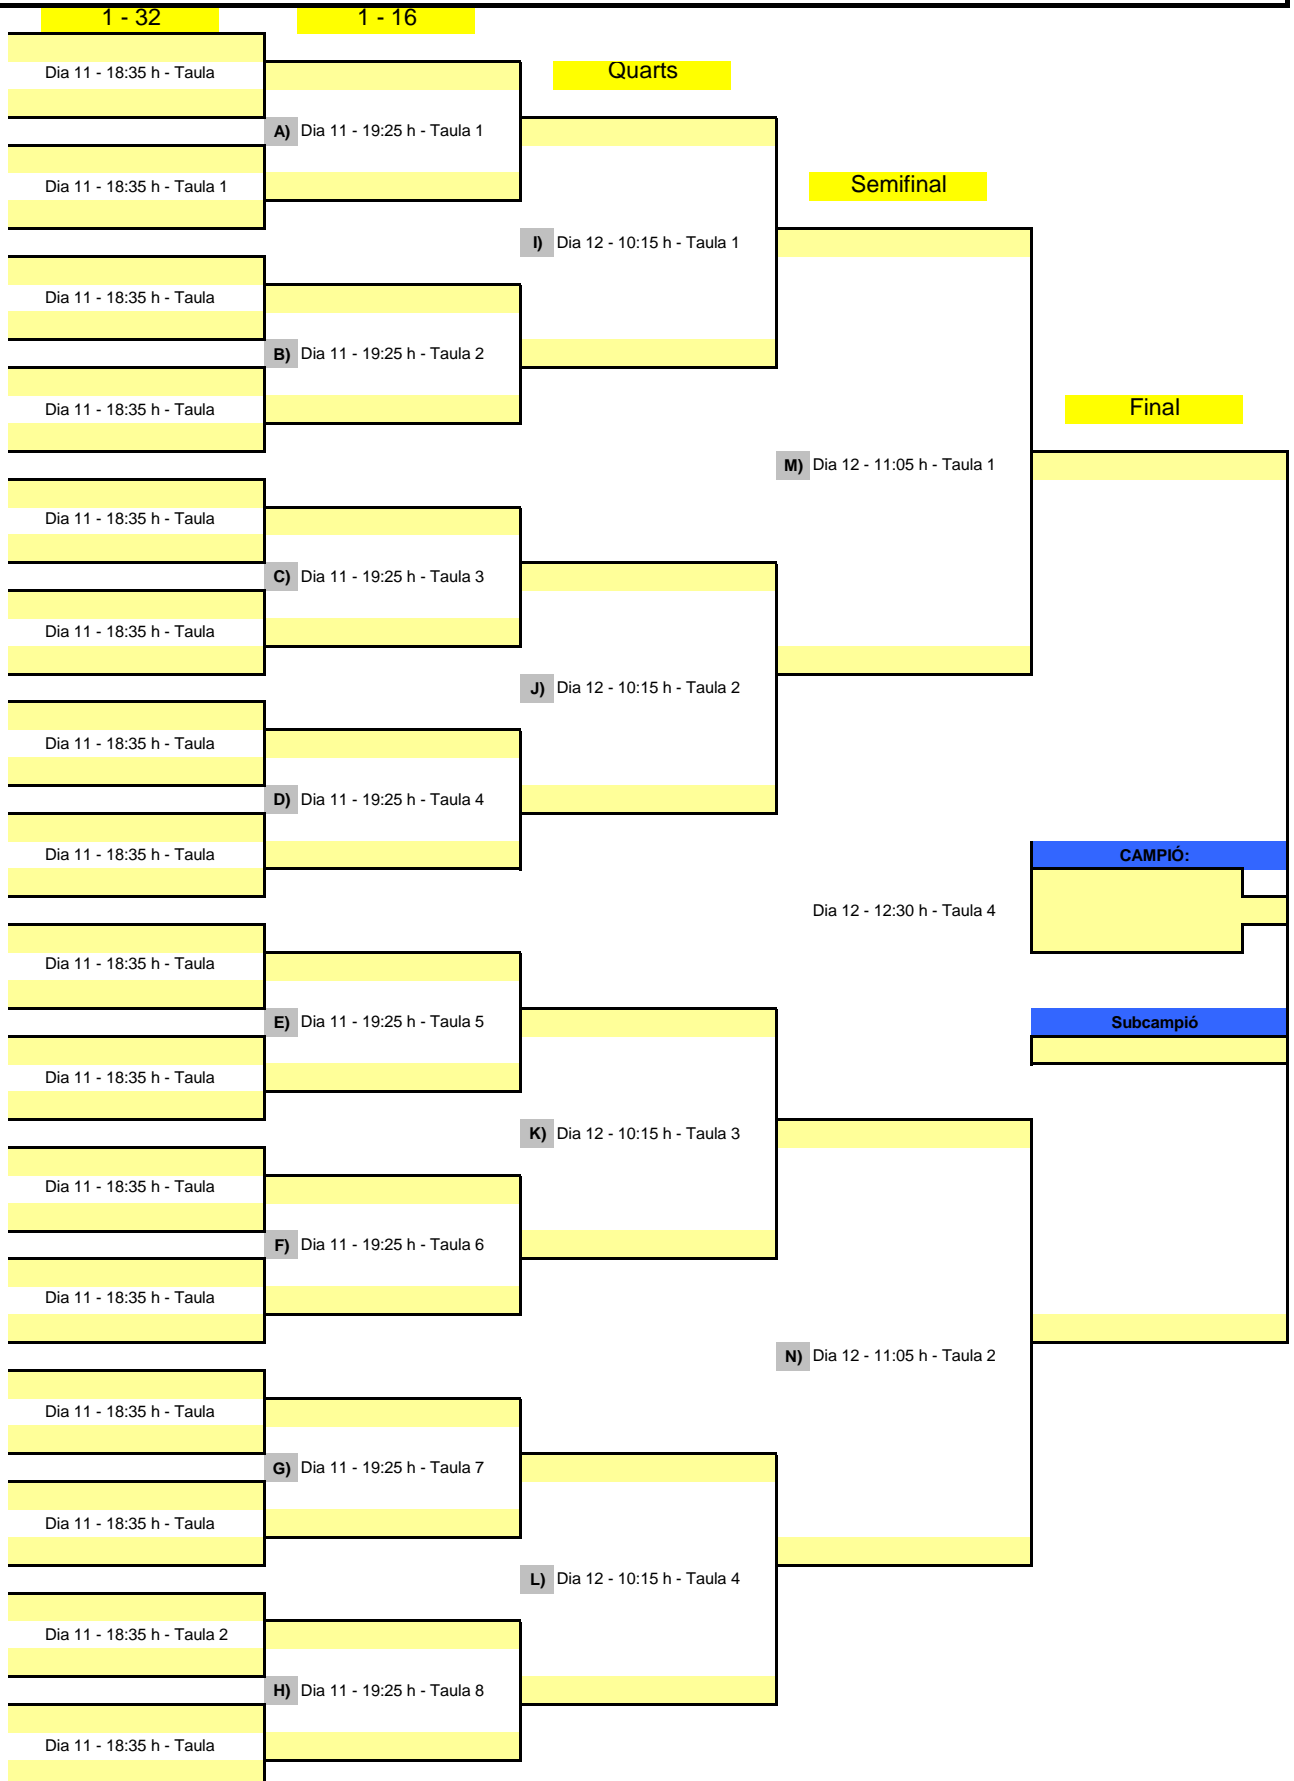 1 - 32
1 - 16
Dia 11 - 18:35 h - Taula
Quarts
A) Dia 11 - 19:25 h - Taula 1
Dia 11 - 18:35 h - Taula 1
Semifinal
I) Dia 12 - 10:15 h - Taula 1
Dia 11 - 18:35 h - Taula
B) Dia 11 - 19:25 h - Taula 2
Dia 11 - 18:35 h - Taula
Final
M) Dia 12 - 11:05 h - Taula 1
Dia 11 - 18:35 h - Taula
C) Dia 11 - 19:25 h - Taula 3
Dia 11 - 18:35 h - Taula
J) Dia 12 - 10:15 h - Taula 2
Dia 11 - 18:35 h - Taula
D) Dia 11 - 19:25 h - Taula 4
Dia 11 - 18:35 h - Taula
CAMPIÓ:
Dia 12 - 12:30 h - Taula 4
Dia 11 - 18:35 h - Taula
E) Dia 11 - 19:25 h - Taula 5
Subcampió
Dia 11 - 18:35 h - Taula
K) Dia 12 - 10:15 h - Taula 3
Dia 11 - 18:35 h - Taula
F) Dia 11 - 19:25 h - Taula 6
Dia 11 - 18:35 h - Taula
N) Dia 12 - 11:05 h - Taula 2
Dia 11 - 18:35 h - Taula
G) Dia 11 - 19:25 h - Taula 7
Dia 11 - 18:35 h - Taula
L) Dia 12 - 10:15 h - Taula 4
Dia 11 - 18:35 h - Taula 2
H) Dia 11 - 19:25 h - Taula 8
Dia 11 - 18:35 h - Taula